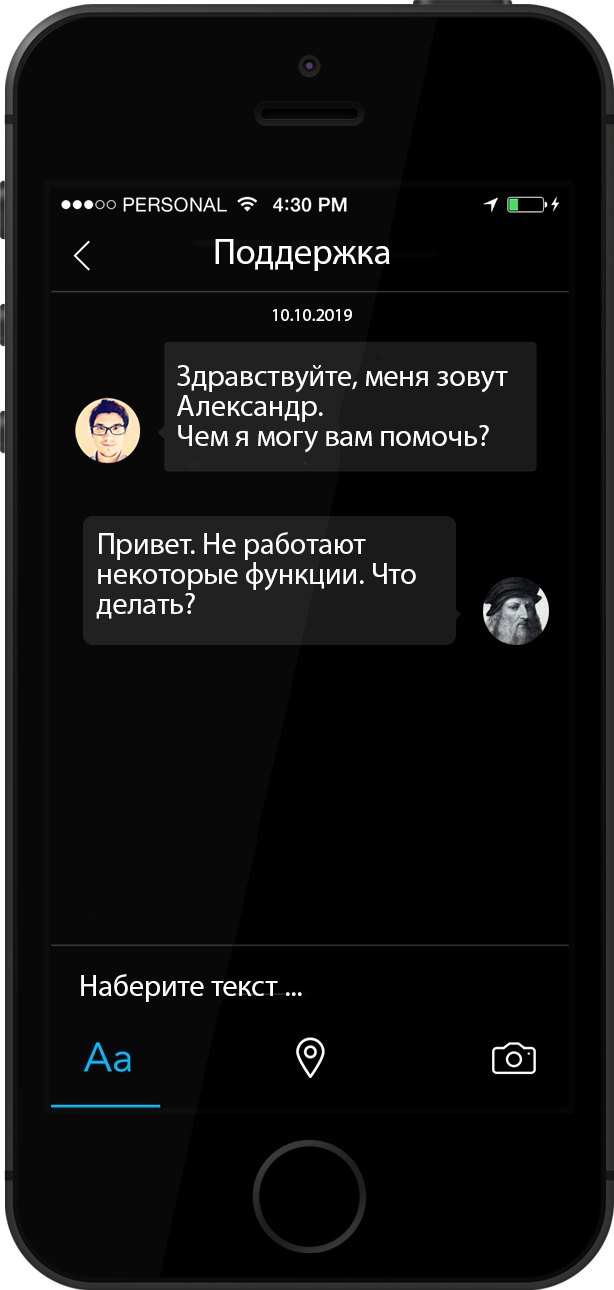 PERSONAL 4:30 PM
Поддержка
10.10.2019
Здравствуйте, меня зовут
Александр.
Чем я могу вам помочь?
Привет. Не работают
некоторые функции. Что
делать?
Наберите текст ...
Aa